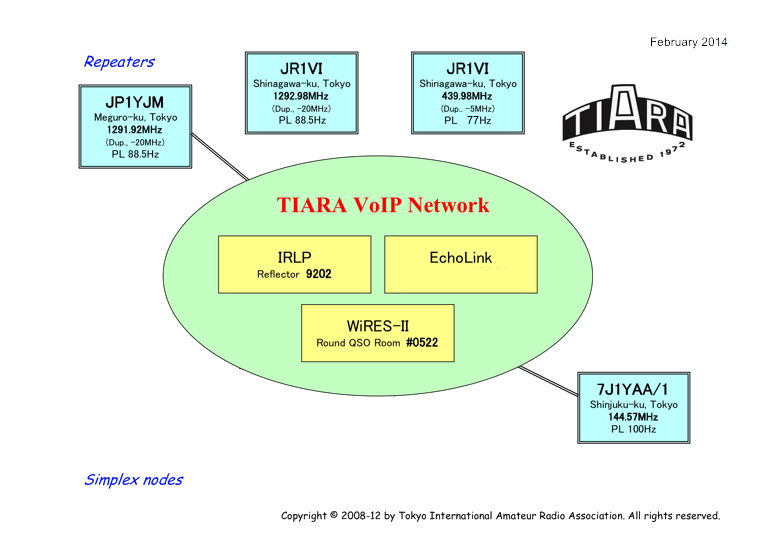 February 2014
Repeaters
JP1YJM
Meguro-ku, Tokyo
1291.92MHz
(Dup., -20MHz)
PL 88.5Hz
JR1VI
Shinagawa-ku, Tokyo
1292.98MHz
(Dup., -20MHz)
PL 88.5Hz
JR1VI
Shinagawa-ku, Tokyo
439.98MHz
(Dup.. -5MHz)
PL 77Hz
TIARA
ESTABLISHED 1972
TIARA VoIP Network
IRLP
Reflector 9202
EchoLink
WiRES-II
Round QSO Room #0522
7J1YAA/1
Shinjuku-ku, Tokyo
144.57MHz
PL 100Hz
Simplex nodes
Copyright © 2008-12 by Tokyo International Amateur Radio Association. All rights reserved.